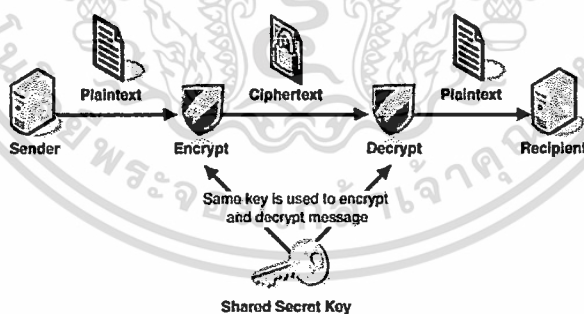 Plaintext
Ciphertext
Plaintext
Sender
Encrypt
Decrypt
Recipient
Same key is used to encrypt
and decrypt message
Shared Secret Key